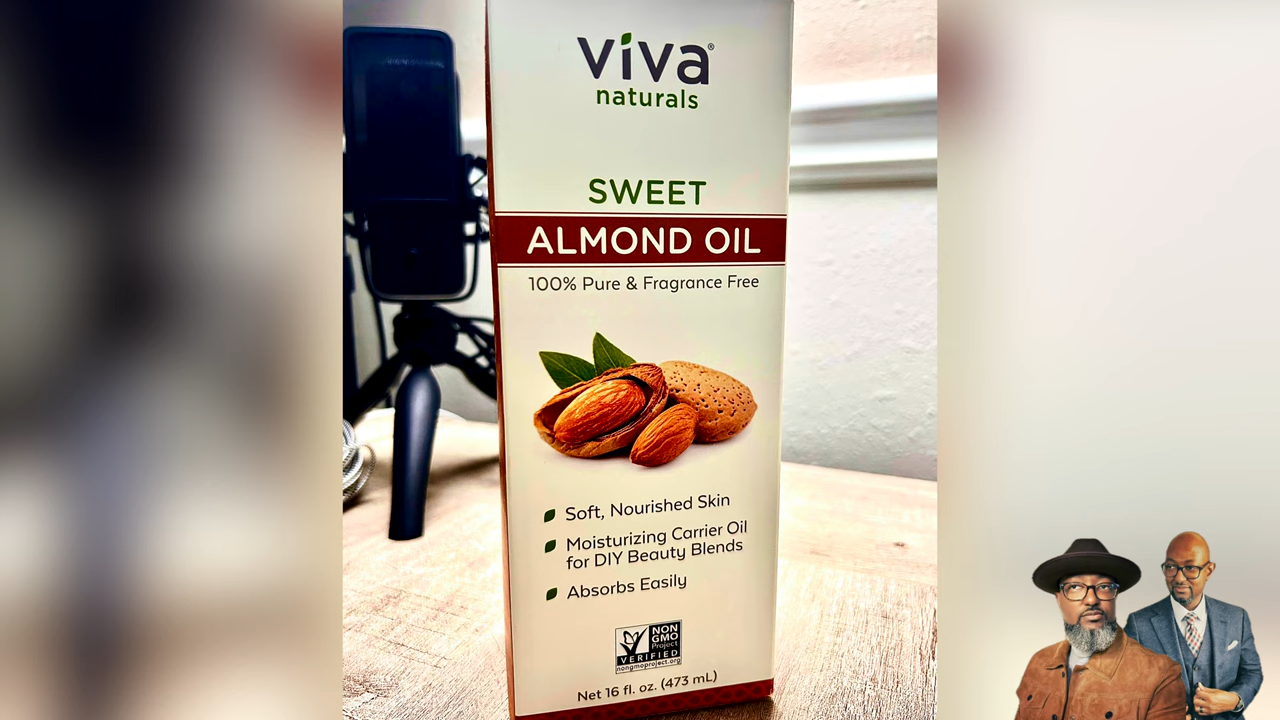 viva®
naturals
SWEET
ALMOND OIL
100% Pure & Fragrance Free
Soft, Nourished Skin
Moisturizing Carrier Oil
for DIY Beauty Blends
Absorbs Easily
NON
GMO
Project
VERIFIED
nongmoproject.org
Net 16 fl. oz. (473 mL)